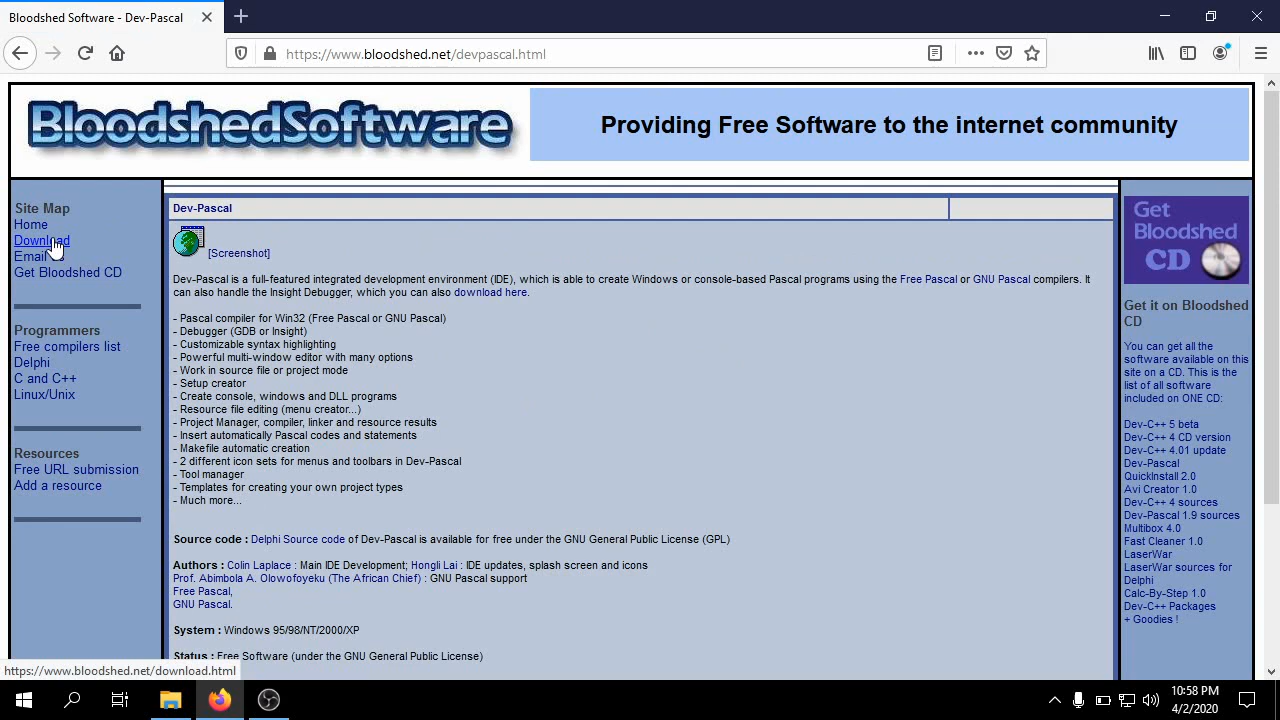 Bloodshed Software - Dev-Pascal
https://www.bloodshed.net/devpascal.html
BloodshedSoftware
Providing Free Software to the internet community
Site Map
Home
Download
Email
Get Bloodshed CD
Programmers
Free compilers list
Delphi
C and C++
Linux/Unix
Resources
Free URL submission
Add a resource
Dev-Pascal
[Screenshot]
Dev-Pascal is a full-featured integrated development environment (IDE), which is able to create Windows or console-based Pascal programs using the Free Pascal or GNU Pascal compilers. It
can also handle the Insight Debugger, which you can also download here.
- Pascal compiler for Win32 (Free Pascal or GNU Pascal)
- Debugger (GDB or Insight)
- Customizable syntax highlighting
- Powerful multi-window editor with many options
- Work in source file or project mode
- Setup creator
- Create console, windows and DLL programs
- Resource file editing (menu creator...)
- Project Manager, compiler, linker and resource results
- Insert automatically Pascal codes and statements
- Makefile automatic creation
- 2 different icon sets for menus and toolbars in Dev-Pascal
- Tool manager
- Templates for creating your own project types
- Much more...
Source code : Delphi Source code of Dev-Pascal is available for free under the GNU General Public License (GPL)
Authors : Colin Laplace : Main IDE Development; Hongli Lai : IDE updates, splash screen and icons
Prof. Abimbola A. Olowofoyeku (The African Chief) : GNU Pascal support
Free Pascal,
GNU Pascal.
System : Windows 95/98/NT/2000/XP
Status : Free Software (under the GNU General Public License)
Get
Bloodshed
CD
Get it on Bloodshed
CD
You can get all the
software available on this
site on a CD. This is the
list of all software
included on ONE CD:
Dev-C++ 5 beta
Dev-C++ 4 CD version
Dev-C++ 4.01 update
Dev-Pascal
QuickInstall 2.0
Avi Creator 1.0
Dev-C++ 4 sources
Dev-Pascal 1.9 sources
Multibox 4.0
Fast Cleaner 1.0
LaserWar
LaserWar sources for
Delphi
Calc-By-Step 1.0
Dev-C++ Packages
+ Goodies !
https://www.bloodshed.net/download.html
10:58 PM
4/2/2020